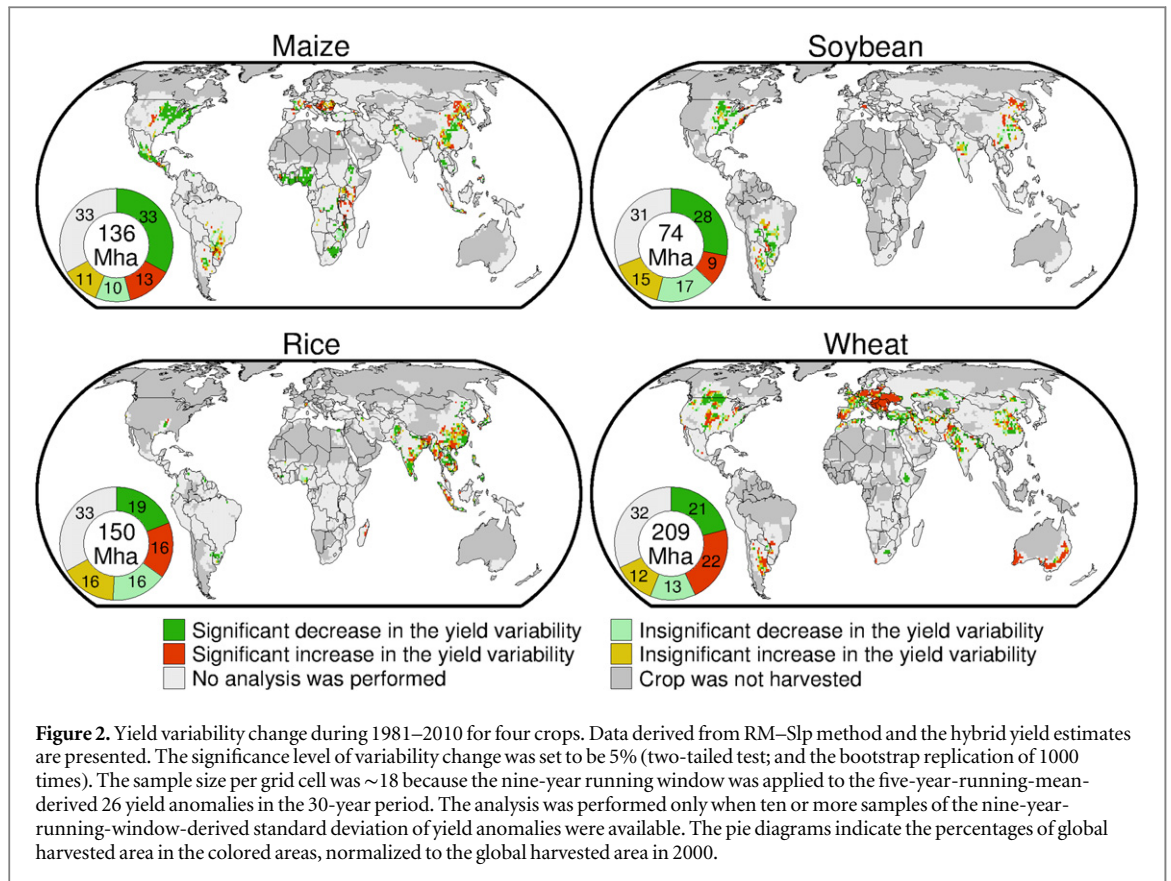 Maize
Soybean
33
33
136
Mha
11
10
13
31
28
74
Mha
15
17
9
Rice
Wheat
33
19
150
Mha
16
16
16
32
21
209
Mha
22
12
13
Significant decrease in the yield variability
Insignificant decrease in the yield variability
Significant increase in the yield variability
Insignificant increase in the yield variability
No analysis was performed
Crop was not harvested
Figure 2. Yield variability change during 1981–2010 for four crops. Data derived from RM–Slp method and the hybrid yield estimates
are presented. The significance level of variability change was set to be 5% (two-tailed test; and the bootstrap replication of 1000
times). The sample size per grid cell was ~18 because the nine-year running window was applied to the five-year-running-mean-
derived 26 yield anomalies in the 30-year period. The analysis was performed only when ten or more samples of the nine-year-
running-window-derived standard deviation of yield anomalies were available. The pie diagrams indicate the percentages of global
harvested area in the colored areas, normalized to the global harvested area in 2000.